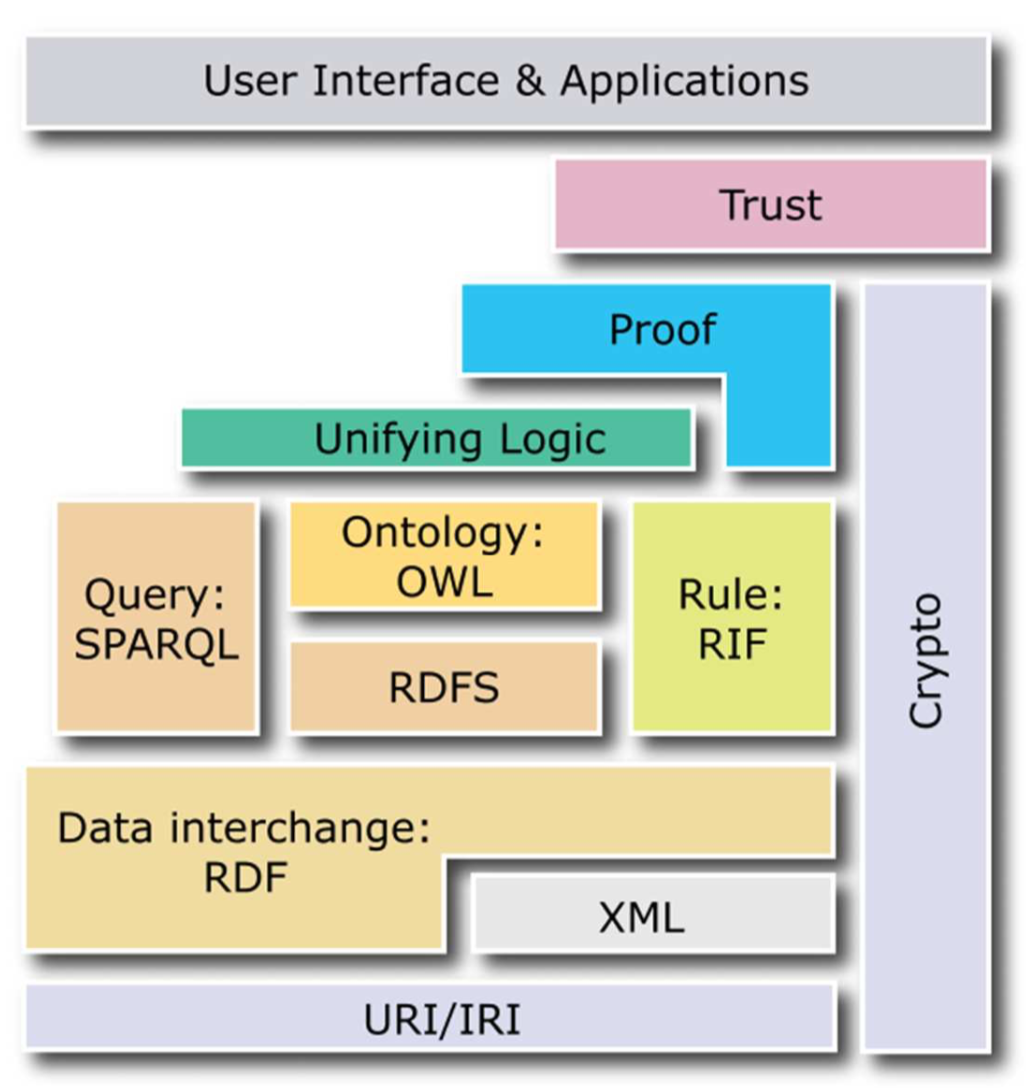 User Interface & Applications
Trust
Proof
Unifying Logic
Query:
SPARQL
Ontology:
OWL
RDFS
Rule:
RIF
Crypto
Data interchange:
RDF
XML
URI/IRI